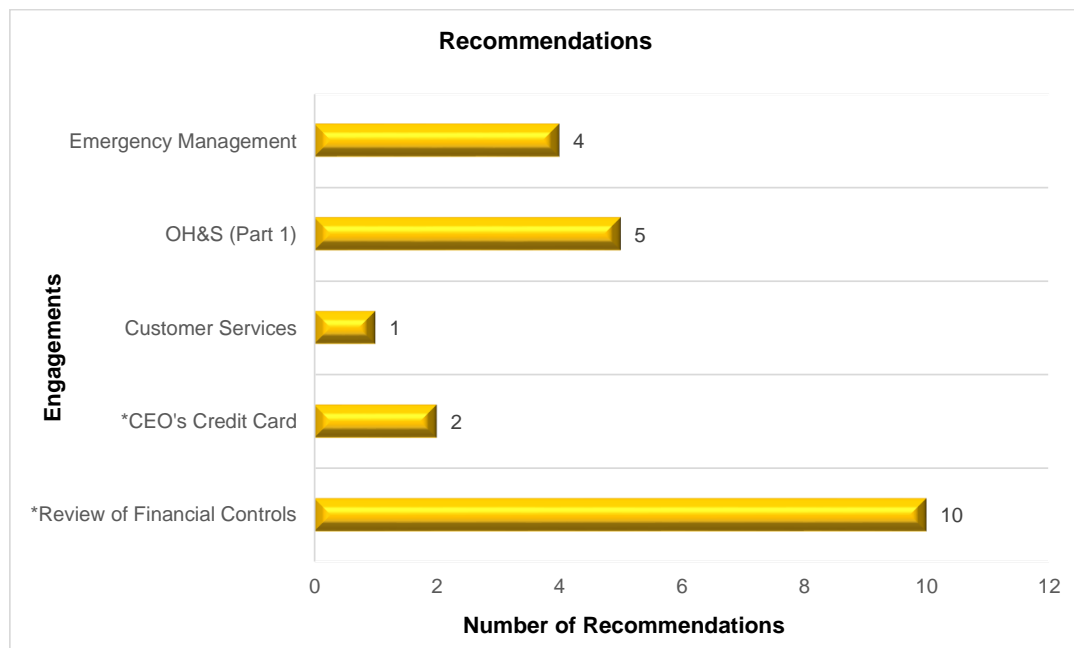 Recommendations
Emergency Management
4
OH&S (Part 1)
5
Customer Services
1
*CEO's Credit Card
2
*Review of Financial Controls
10
Engagements
0 2 4 6 8 10 12
Number of Recommendations